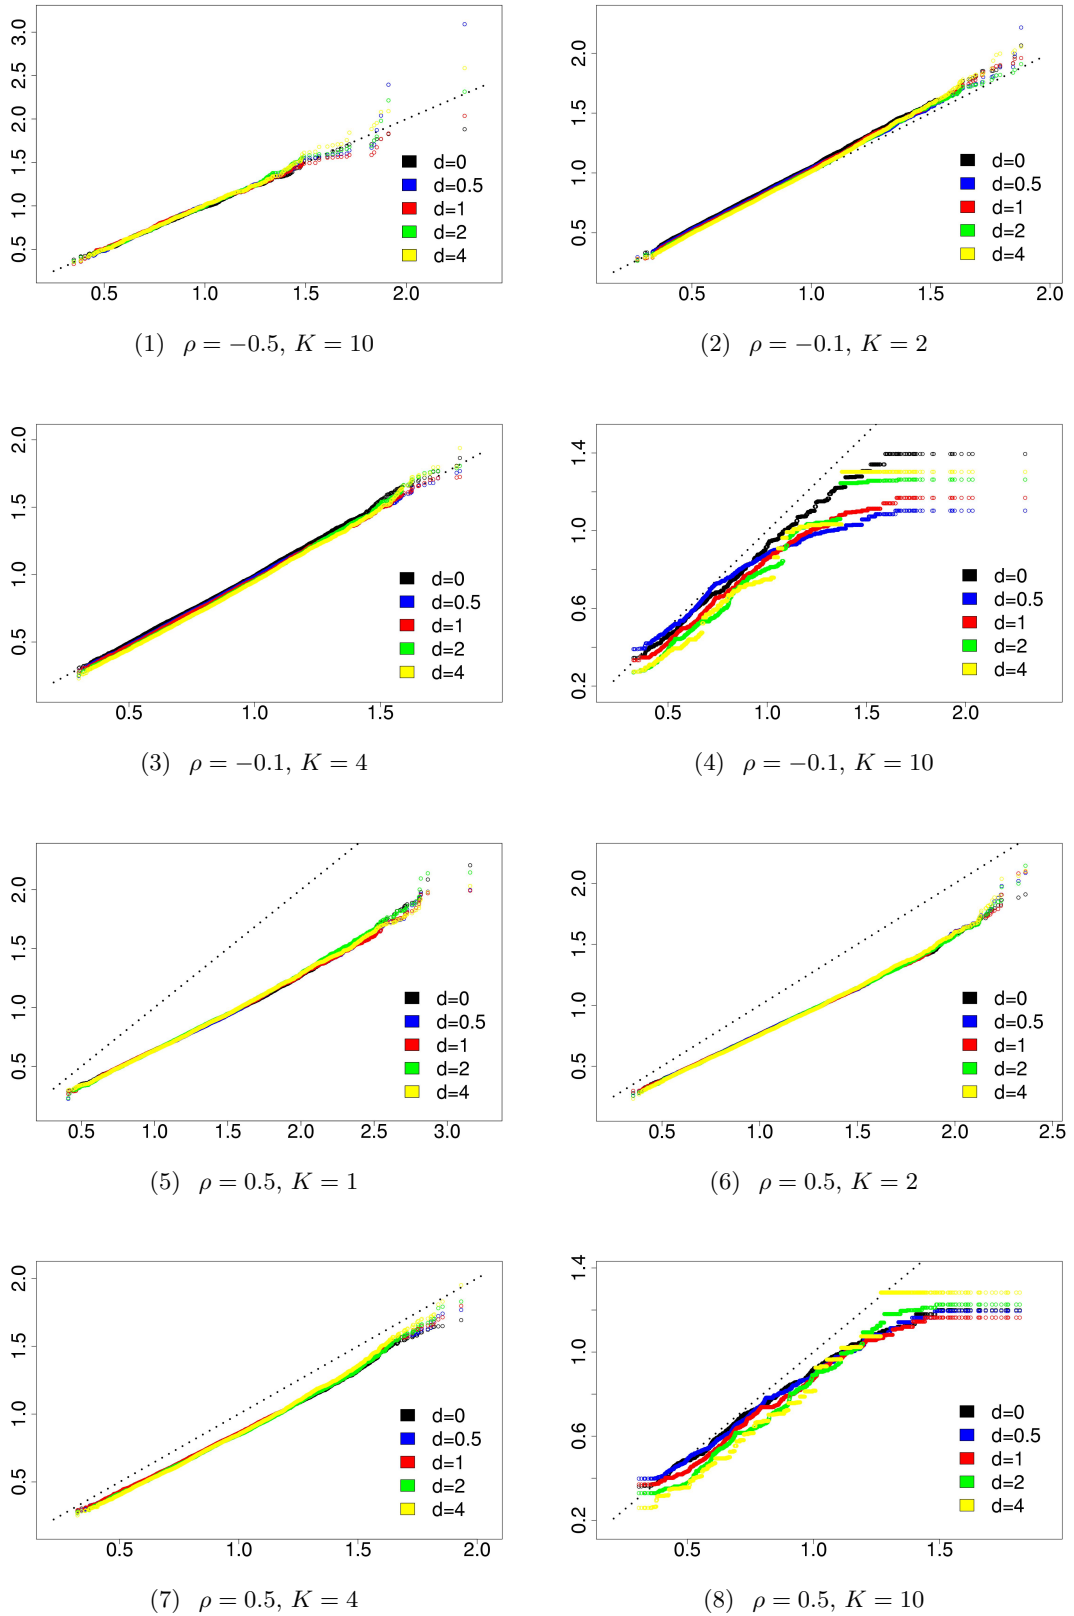 3.0
2.5
2.0
1.5
1.0
0.5
0.5 1.0 1.5 2.0
d=0
d=0.5
d=1
d=2
d=4
(1) ρ = −0.5, K = 10
2.0
1.5
1.0
0.5
0.5 1.0 1.5 2.0
d=0
d=0.5
d=1
d=2
d=4
(2) ρ = −0.1, K = 2
2.0
1.5
1.0
0.5
0.5 1.0 1.5
d=0
d=0.5
d=1
d=2
d=4
(3) ρ = −0.1, K = 4
1.4
1.0
0.6
0.2
0.5 1.0 1.5 2.0
d=0
d=0.5
d=1
d=2
d=4
(4) ρ = −0.1, K = 10
2.0
1.5
1.0
0.5
0.5 1.0 1.5 2.0 2.5 3.0
d=0
d=0.5
d=1
d=2
d=4
(5) ρ = 0.5, K = 1
2.0
1.5
1.0
0.5
0.5 1.0 1.5 2.0 2.5
d=0
d=0.5
d=1
d=2
d=4
(6) ρ = 0.5, K = 2
2.0
1.5
1.0
0.5
0.5 1.0 1.5 2.0
d=0
d=0.5
d=1
d=2
d=4
(7) ρ = 0.5, K = 4
1.4
1.0
0.6
0.2
0.5 1.0 1.5
d=0
d=0.5
d=1
d=2
d=4
(8) ρ = 0.5, K = 10